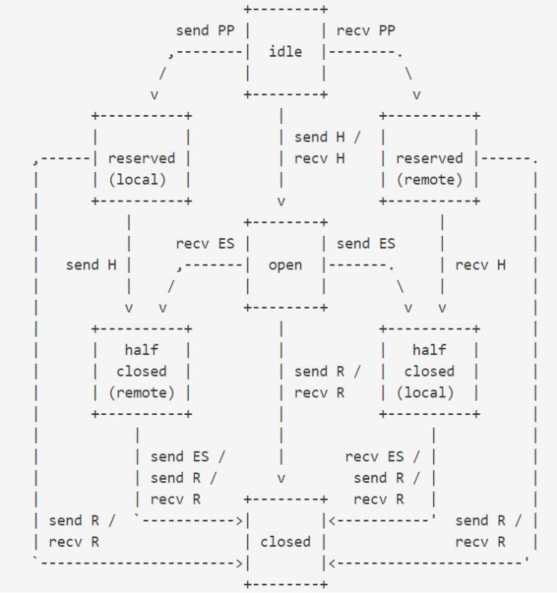 +--------+
                 send PP |        | recv PP
                ,--------|  idle  |--------.
               /         |        |         \
              v          +--------+          v
       +----------+          |           +----------+
       |          |          | send H /  |          |
,------| reserved |          | recv H    | reserved |------.
|      | (local)  |          |           | (remote) |      |
|      +----------+          v           +----------+      |
|          |             +--------+             |          |
|          |     recv ES |        | send ES     |          |
|   send H |     ,-------|  open  |-------.     | recv H   |
|          |    /        |        |        \    |          |
|          v   v         +--------+         v   v          |
|      +----------+          |           +----------+      |
|      |   half   |          |           |   half   |      |
|      |  closed  |          | send R /  |  closed  |      |
|      | (remote) |          | recv R    | (local)  |      |
|      +----------+          |           +----------+      |
|           |                |                 |           |
|           | send ES /      |       recv ES / |           |
|           | send R /       v        send R / |           |
|           | recv R     +--------+   recv R   |           |
| send R /  `----------->|        |<-----------'  send R / |
| recv R                 | closed |               recv R   |
`----------------------->|        |<----------------------'
                         +--------+